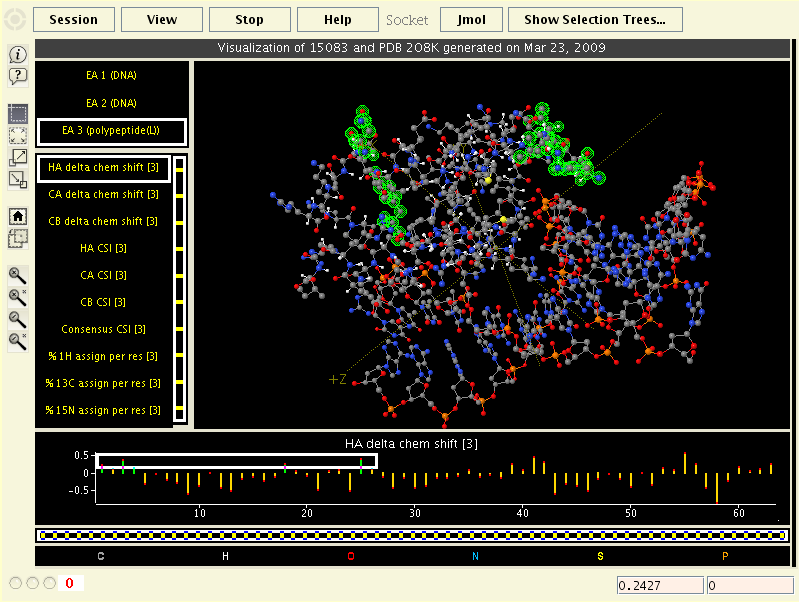 Session View Stop Help Socket Jmol Show Selection Trees...
Visualization of 15083 and PDB 2O8K generated on Mar 23, 2009
EA 1 (DNA)
EA 2 (DNA)
EA 3 (polypeptide(L))
HA delta chem shift [3]
CA delta chem shift [3]
CB delta chem shift [3]
HA CSI [3]
CA CSI [3]
CB CSI [3]
Consensus CSI [3]
% 1H assign per res [3]
% 13C assign per res [3]
% 15N assign per res [3]
+Z
HA delta chem shift [3]
0.5
0
-0.5
10 20 30 40 50 60
C H O N S P
0
0.2427 0